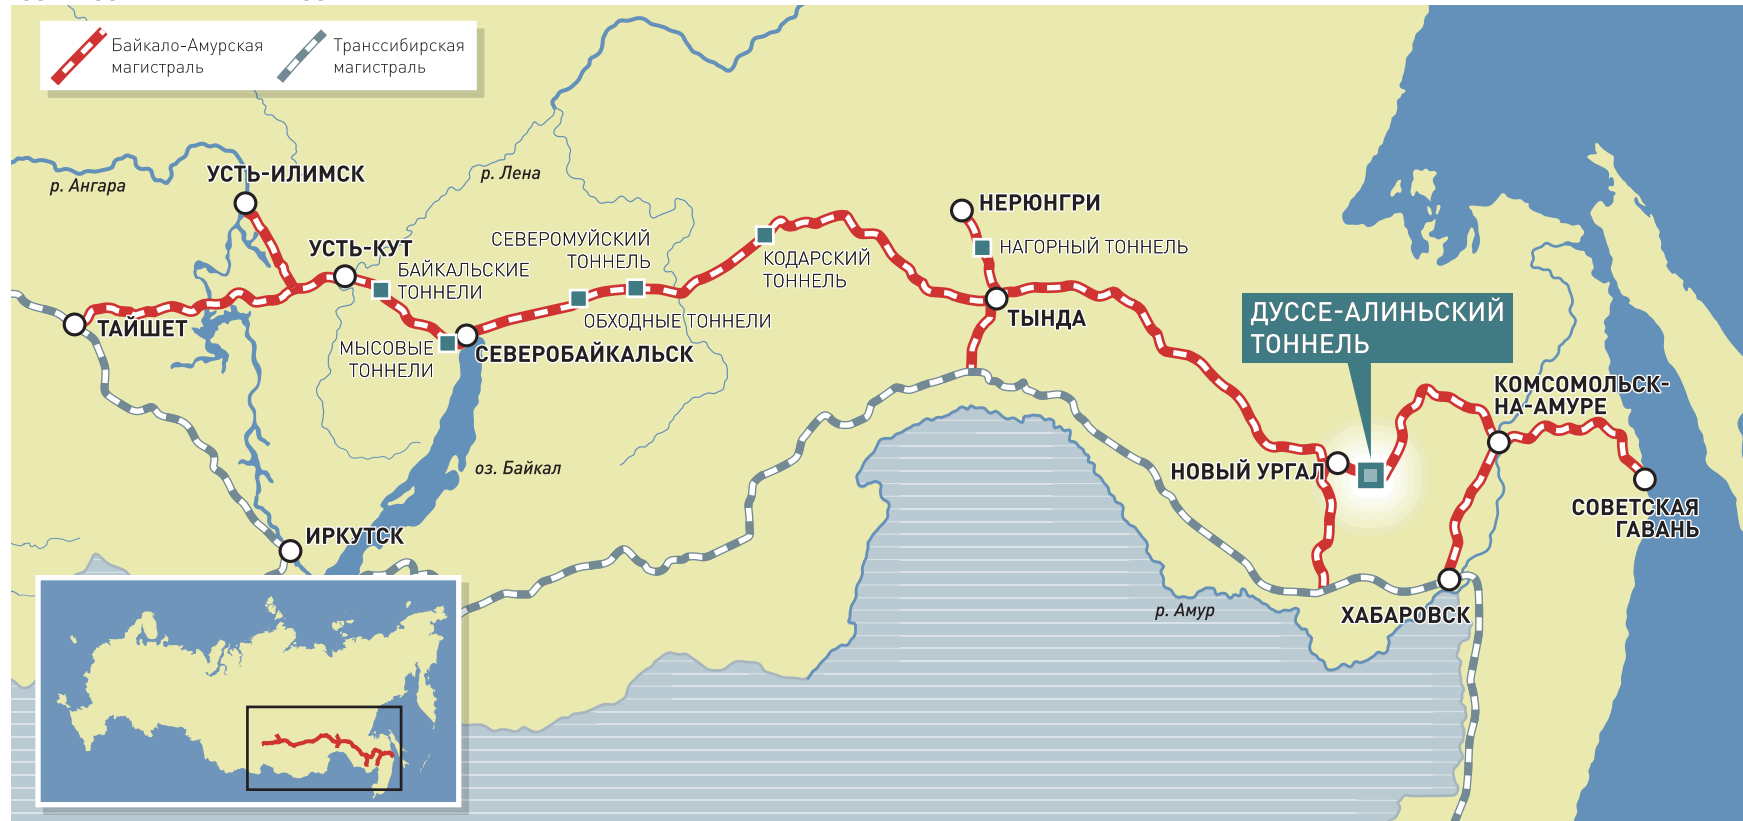 Байкало-Амурская
магистраль
Транссибирская
магистраль
р. Ангара
УСТЬ-ИЛИМСК
р. Лена
УСТЬ-КУТ
БАЙКАЛЬСКИЕ
ТОННЕЛИ
СЕВЕРОМУЙСКИЙ
ТОННЕЛЬ
КОДАРСКИЙ
ТОННЕЛЬ
НЕРЮНГРИ
НАГОРНЫЙ ТОННЕЛЬ
ТАЙШЕТ
МЫСОВЫЕ
ТОННЕЛИ
СЕВЕРОБАЙКАЛЬСК
ОБХОДНЫЕ ТОННЕЛИ
ТЫНДА
ДУССЕ-АЛИНЬСКИЙ
ТОННЕЛЬ
КОМСОМОЛЬСК-
НА-АМУРЕ
оз. Байкал
НОВЫЙ УРГАЛ
СОВЕТСКАЯ
ГАВАНЬ
ИРКУТСК
р. Амур
ХАБАРОВСК